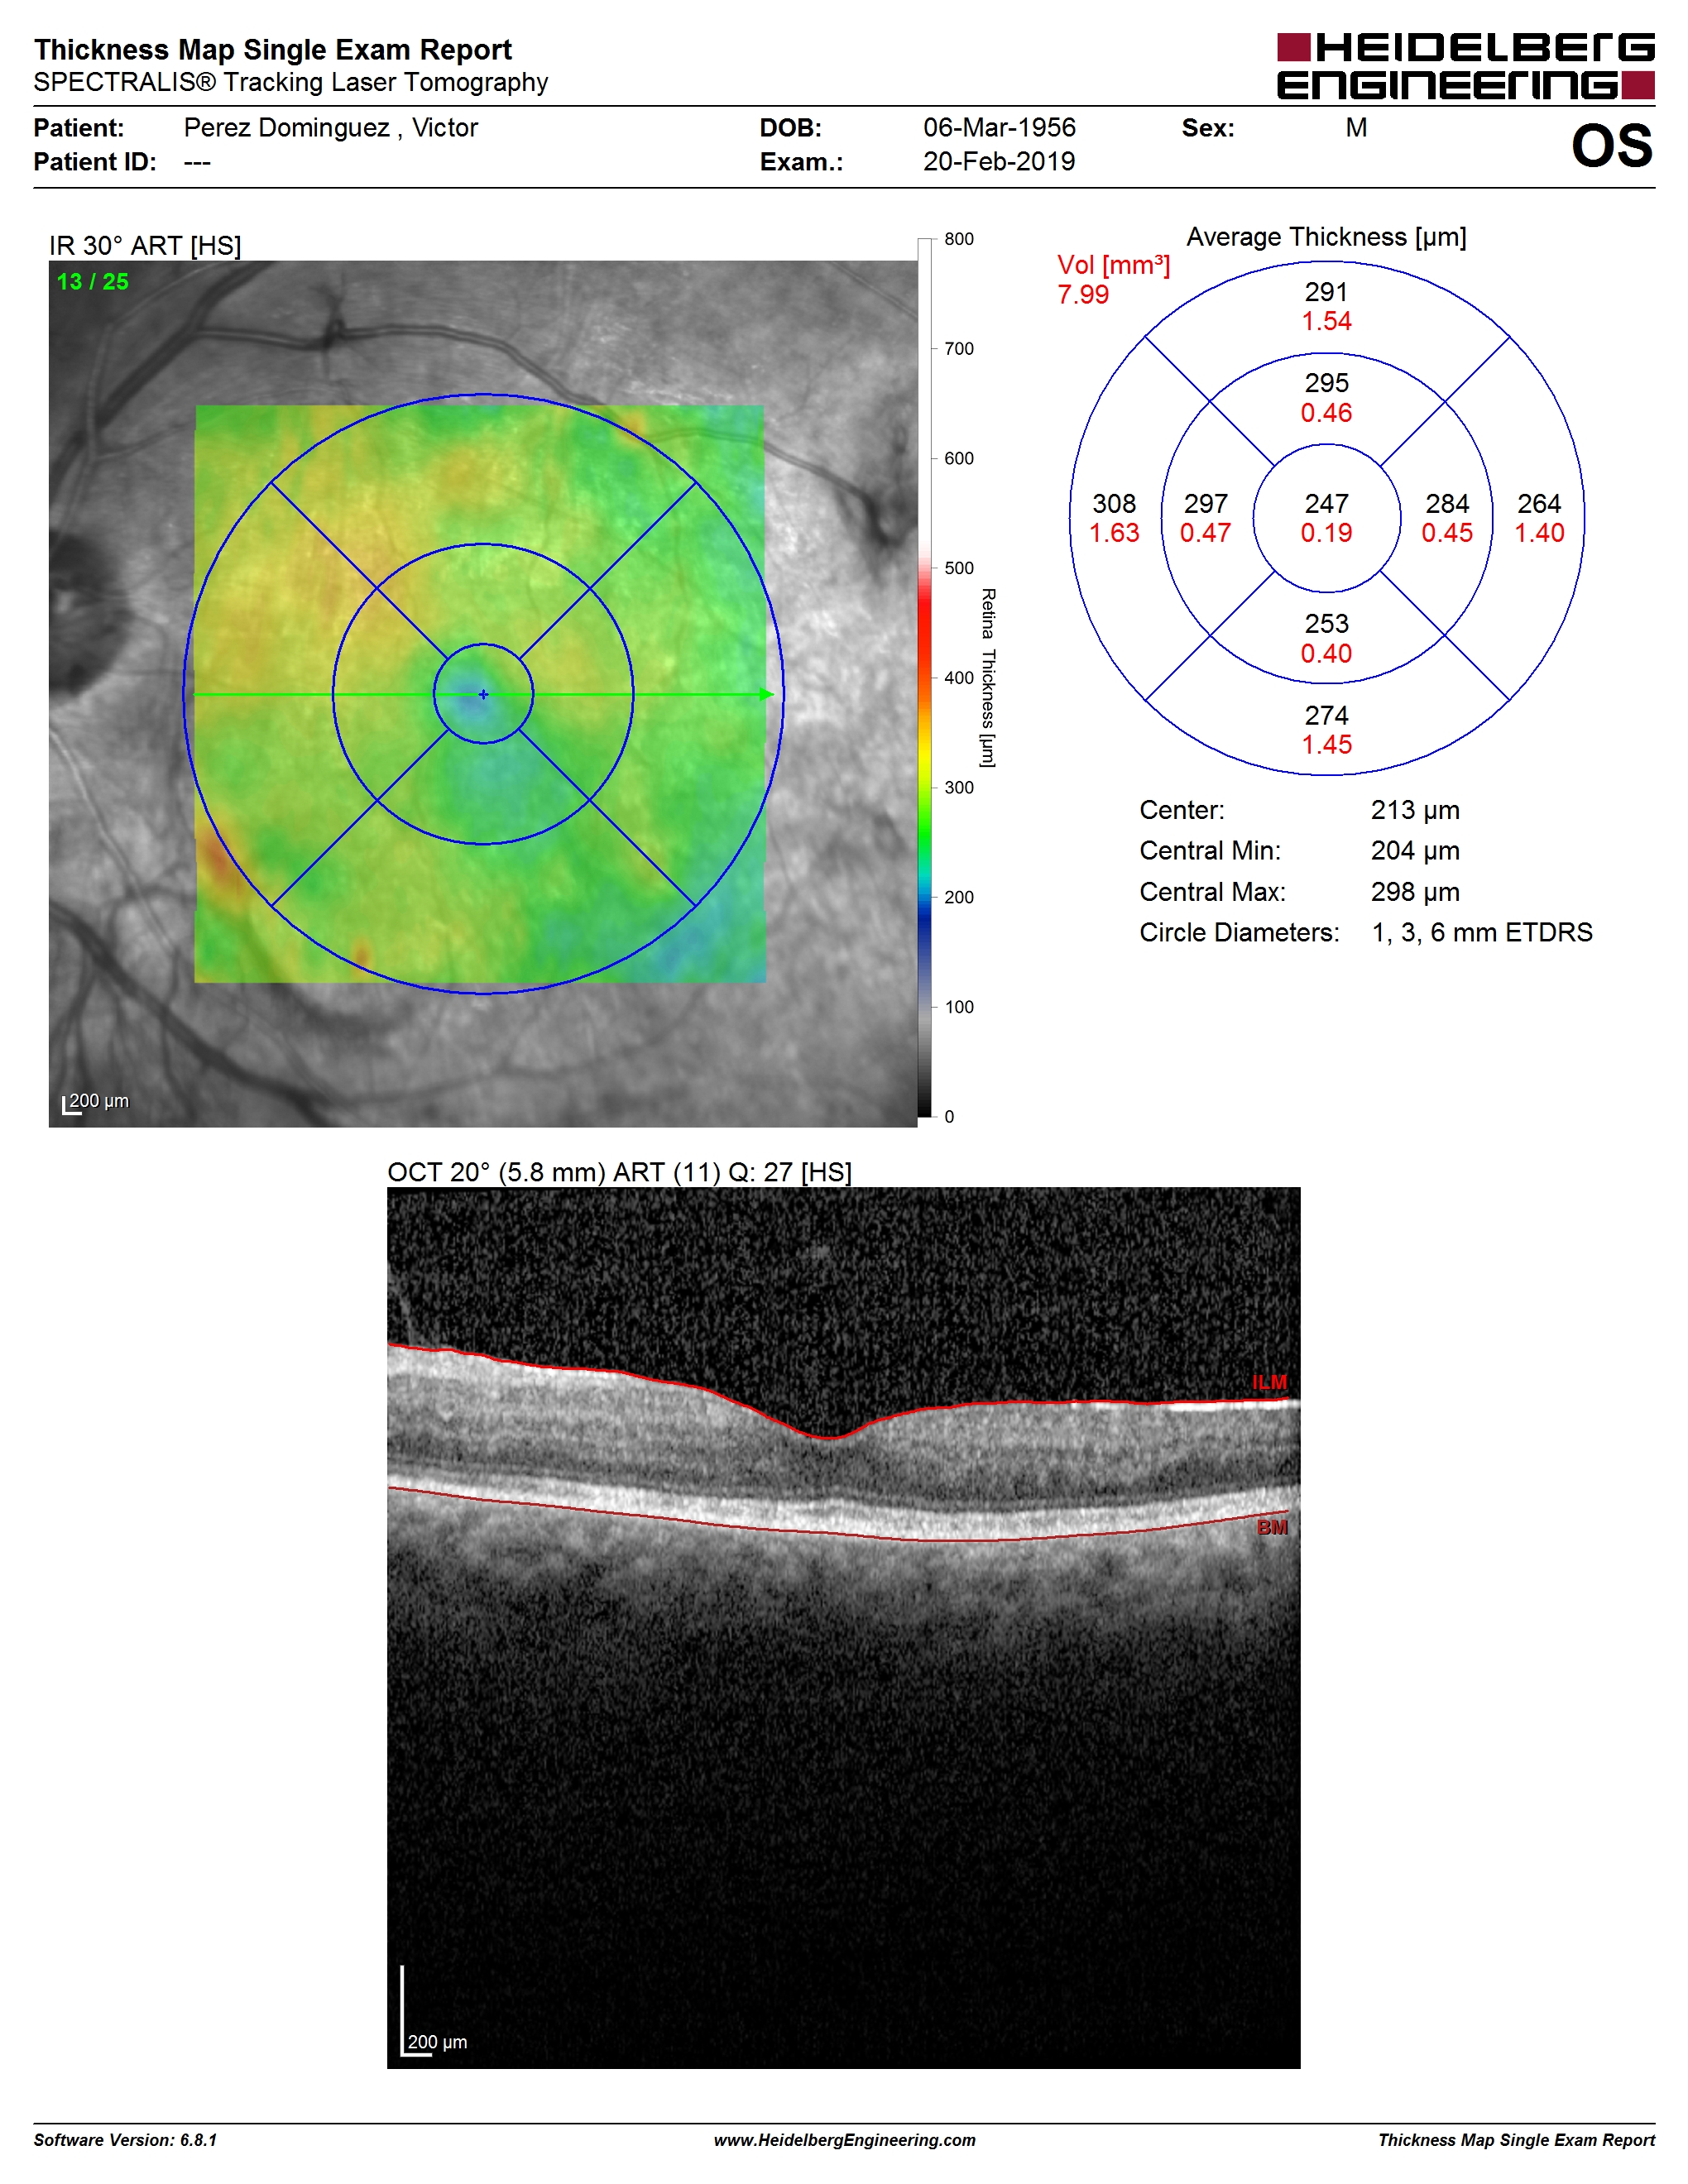 Thickness Map Single Exam Report
SPECTRALIS® Tracking Laser Tomography
HEIDELBERG
ENGINEERING
Patient: Perez Dominguez , Victor
DOB: 06-Mar-1956
Sex: M
Patient ID: ---
Exam.: 20-Feb-2019
OS
IR 30° ART [HS]
13 / 25
200 µm
800
700
600
500
400
300
200
100
0
Retina Thickness [µm]
Average Thickness [µm]
Vol [mm³]
7.99
291
1.54
295
0.46
308 297 247 284 264
1.63 0.47 0.19 0.45 1.40
253
0.40
274
1.45
Center: 213 µm
Central Min: 204 µm
Central Max: 298 µm
Circle Diameters: 1, 3, 6 mm ETDRS
OCT 20° (5.8 mm) ART (11) Q: 27 [HS]
ILM
BM
200 µm
Software Version: 6.8.1
www.HeidelbergEngineering.com
Thickness Map Single Exam Report